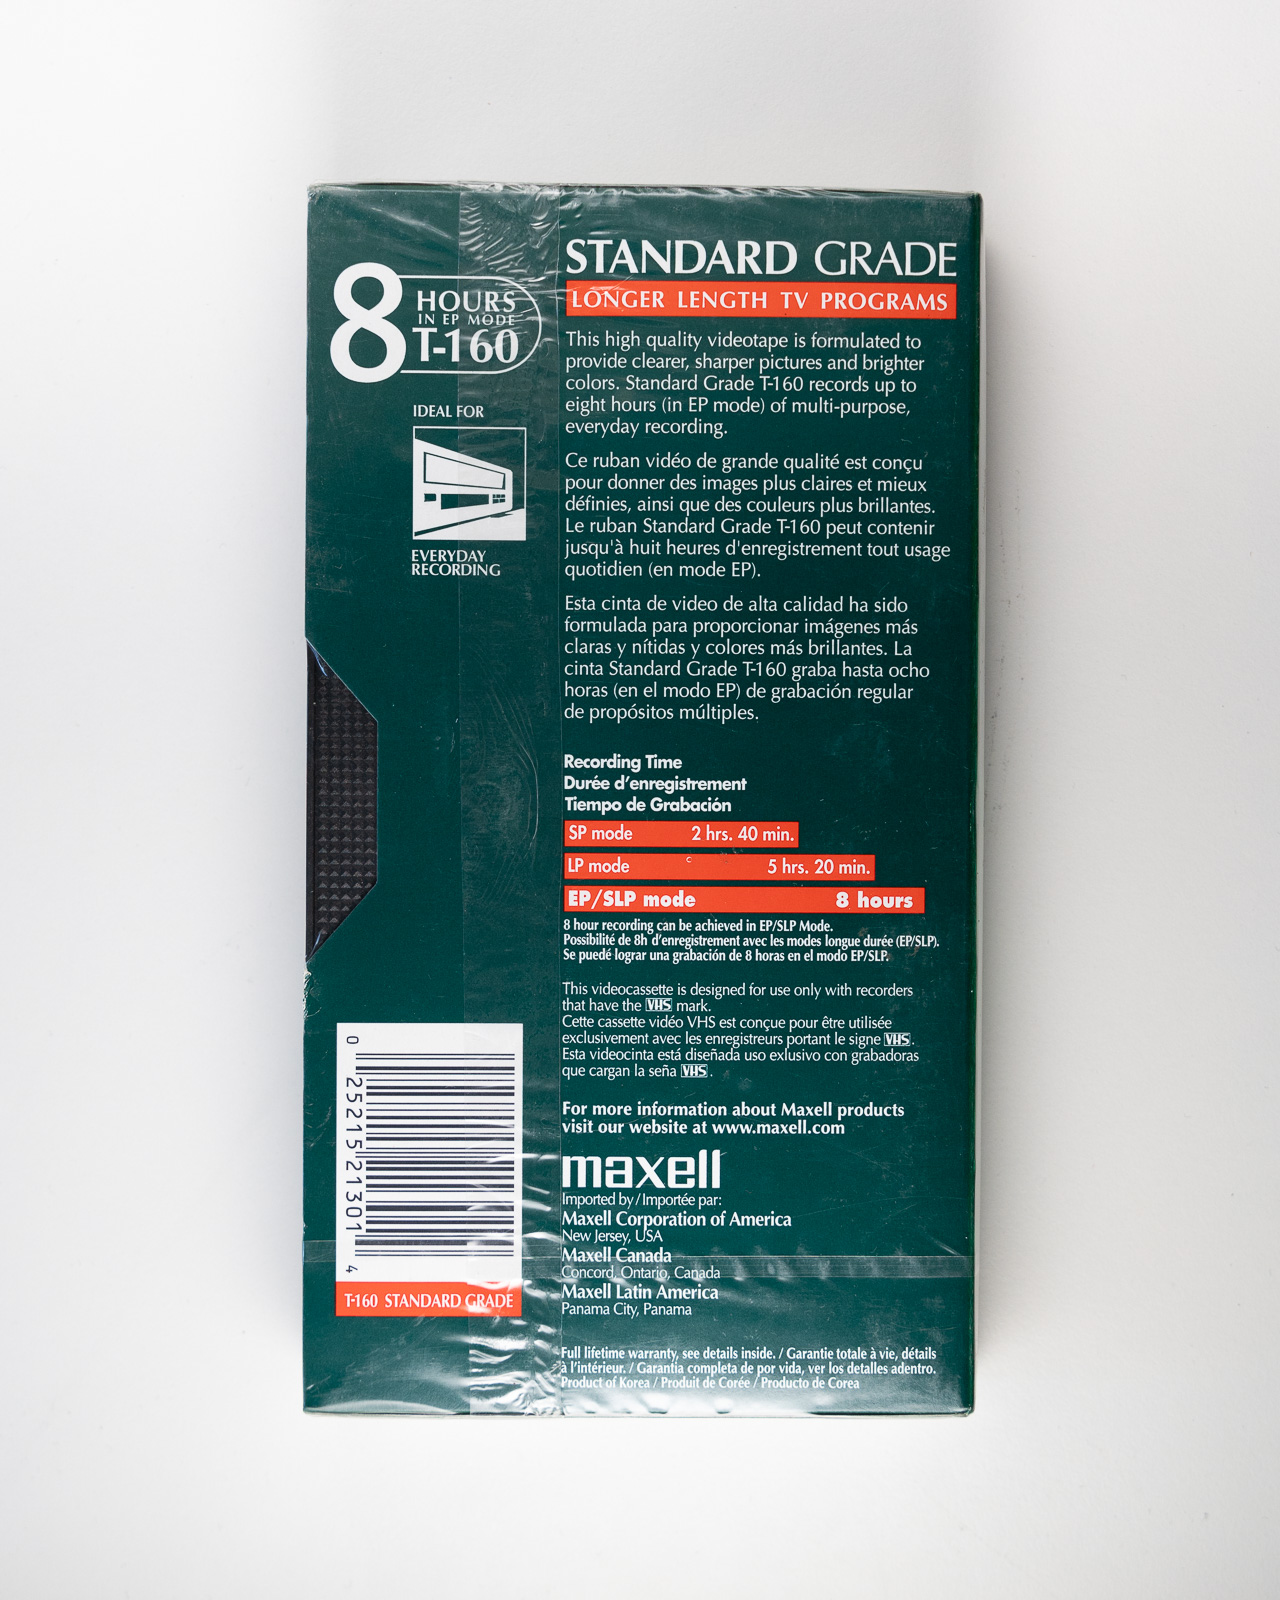 8
HOURS
IN EP MODE
T-160
IDEAL FOR
EVERYDAY
RECORDING
STANDARD GRADE
LONGER LENGTH TV PROGRAMS
This high quality videotape is formulated to
provide clearer, sharper pictures and brighter
colors. Standard Grade T-160 records up to
eight hours (in EP mode) of multi-purpose,
everyday recording.
Ce ruban vidéo de grande qualité est conçu
pour donner des images plus claires et mieux
définies, ainsi que des couleurs plus brillantes.
Le ruban Standard Grade T-160 peut contenir
jusqu'à huit heures d'enregistrement tout usage
quotidien (en mode EP).
Esta cinta de video de alta calidad ha sido
formulada para proporcionar imágenes más
claras y nítidas y colores más brillantes. La
cinta Standard Grade T-160 graba hasta ocho
horas (en el modo EP) de grabación regular
de propósitos múltiples.
Recording Time
Durée d'enregistrement
Tiempo de Grabación
SP mode 2 hrs. 40 min.
LP mode 5 hrs. 20 min.
EP/SLP mode 8 hours
8 hour recording can be achieved in EP/SLP Mode.
Possibilité de 8h d'enregistrement avec les modes longue durée (EP/SLP).
Se puedé lograr una grabación de 8 horas en el modo EP/SLP.
This videocassette is designed for use only with recorders
that have the VHS mark.
Cette cassette vidéo VHS est conçue pour être utilisée
exclusivement avec les enregistreurs portant le signe VHS.
Esta videocinta está diseñada uso exlusivo con grabadoras
que cargan la seña VHS.
For more information about Maxell products
visit our website at www.maxell.com
maxell
Imported by / Importée par:
Maxell Corporation of America
New Jersey, USA
Maxell Canada
Concord, Ontario, Canada
Maxell Latin America
Panama City, Panama
Full lifetime warranty, see details inside. / Garantie totale à vie, détails
à l'intérieur. / Garantia completa de por vida, ver los detalles adentro.
Product of Korea / Produit de Corée / Producto de Corea
0 25215 21301 4
T-160 STANDARD GRADE